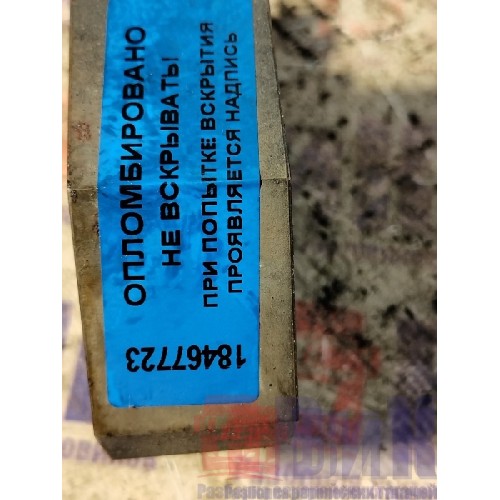 ОПЛОМБИРОВАНО
НЕ ВСКРЫВАТЬ!
ПРИ ПОПЫТКЕ ВСКРЫТИЯ
ПРОЯВЛЯЕТСЯ НАДПИСЬ
18467723